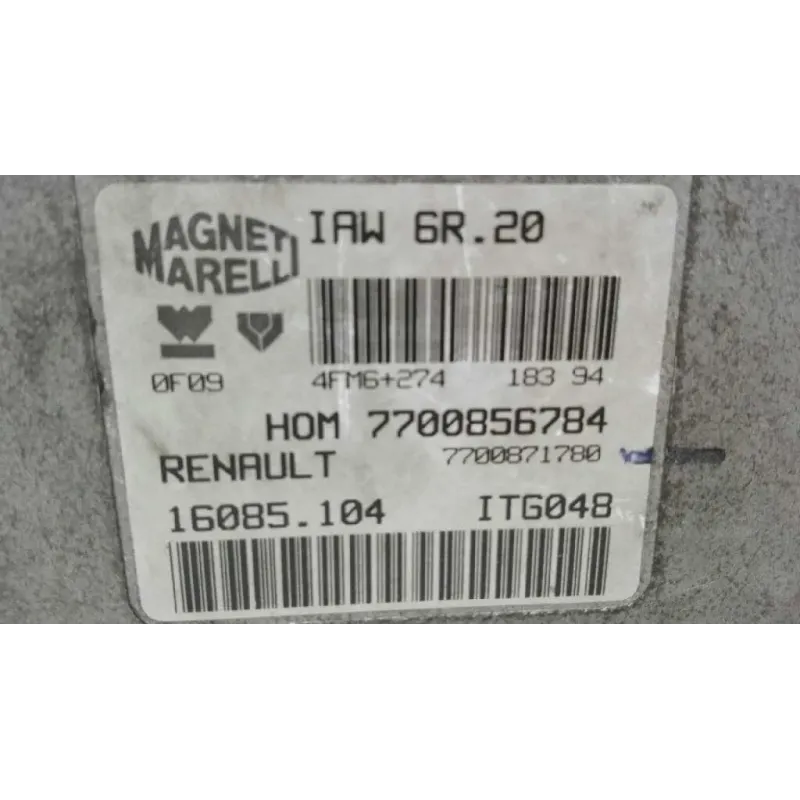 MAGNETI MARELLI
IAW 6R.20
0F09
4FM6+274 183 94
HOM 7700856784
RENAULT 7700871780
16085.104 ITG048